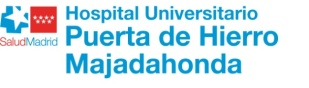 Hospital Universitario
Puerta de Hierro
Majadahonda
SaludMadrid